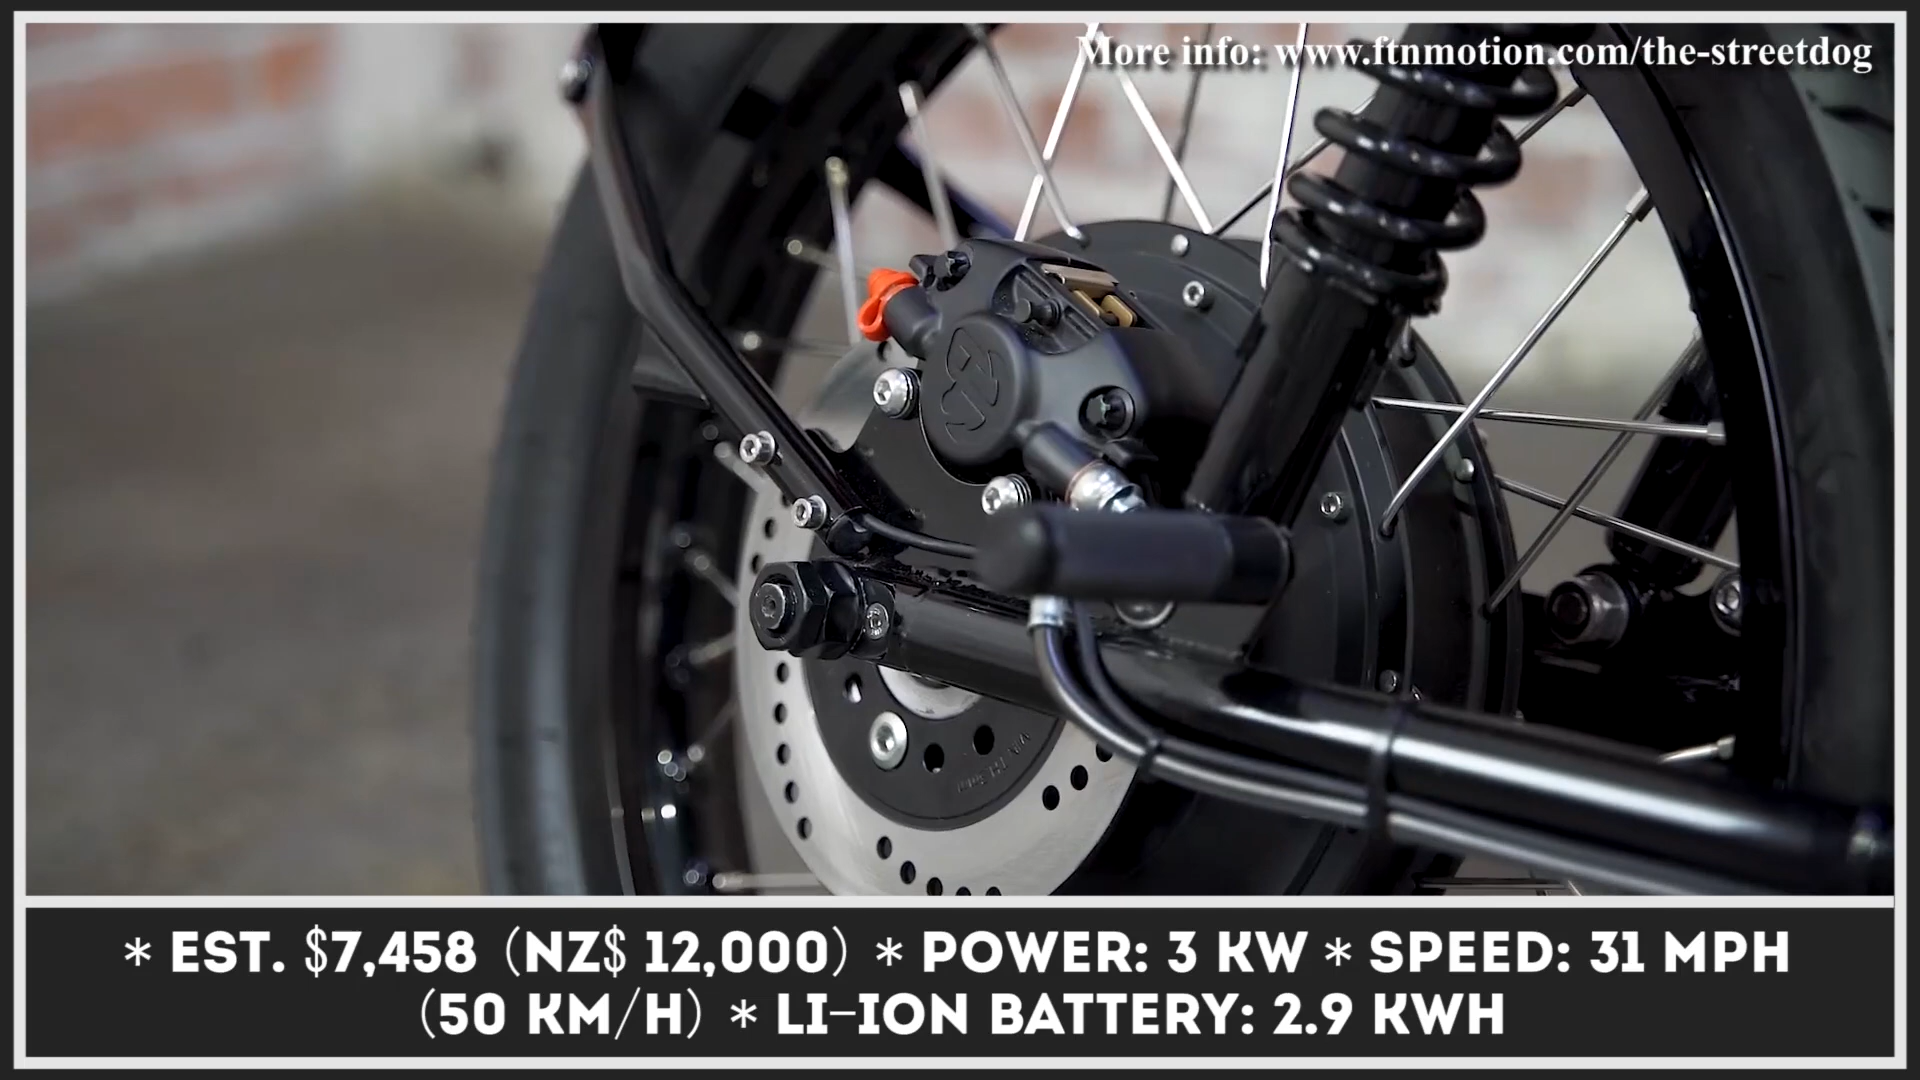 More info: www.ftnmotion.com/the-streetdog
* EST. $7,458 (NZ$ 12,000) * POWER: 3 KW * SPEED: 31 MPH
(50 KM/H) * LI-ION BATTERY: 2.9 KWH